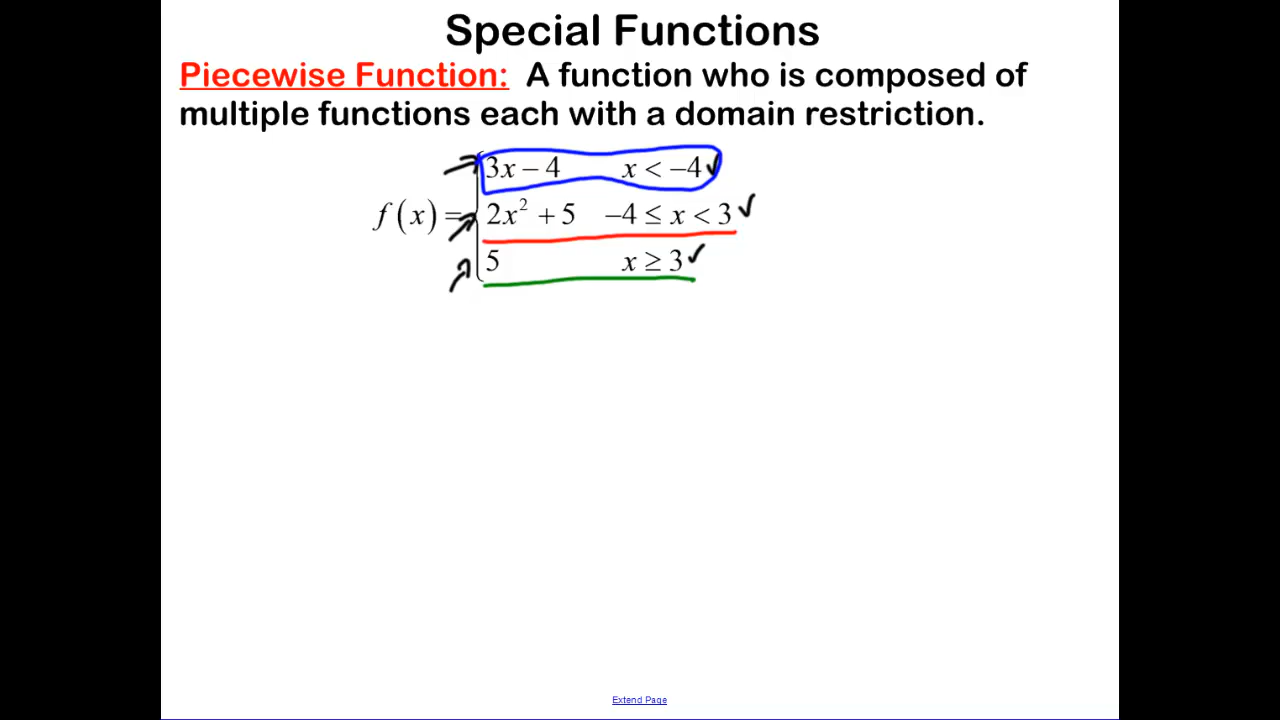 Special Functions
Piecewise Function: A function who is composed of
multiple functions each with a domain restriction.
3x − 4 x < −4 ✓
f(x) = { 2x² + 5 −4 ≤ x < 3 ✓
5 x ≥ 3 ✓
Extend Page